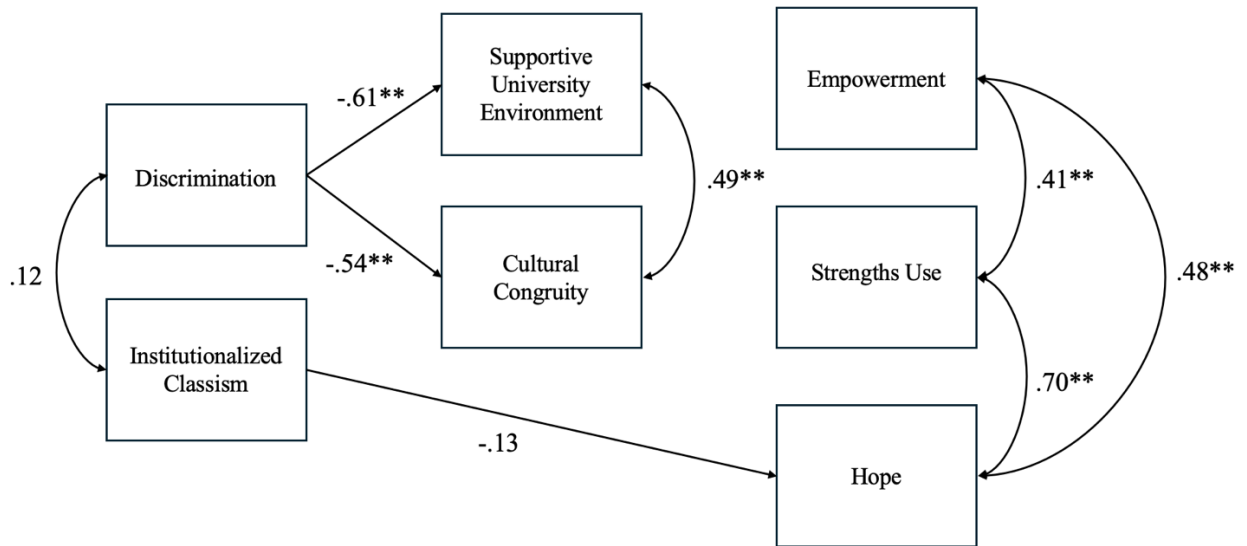 Supportive
University
Environment
Empowerment
-.61**
Discrimination
.49**
.41**
-.54**
Cultural
Congruity
Strengths Use
.12
.48**
Institutionalized
Classism
.70**
-.13
Hope